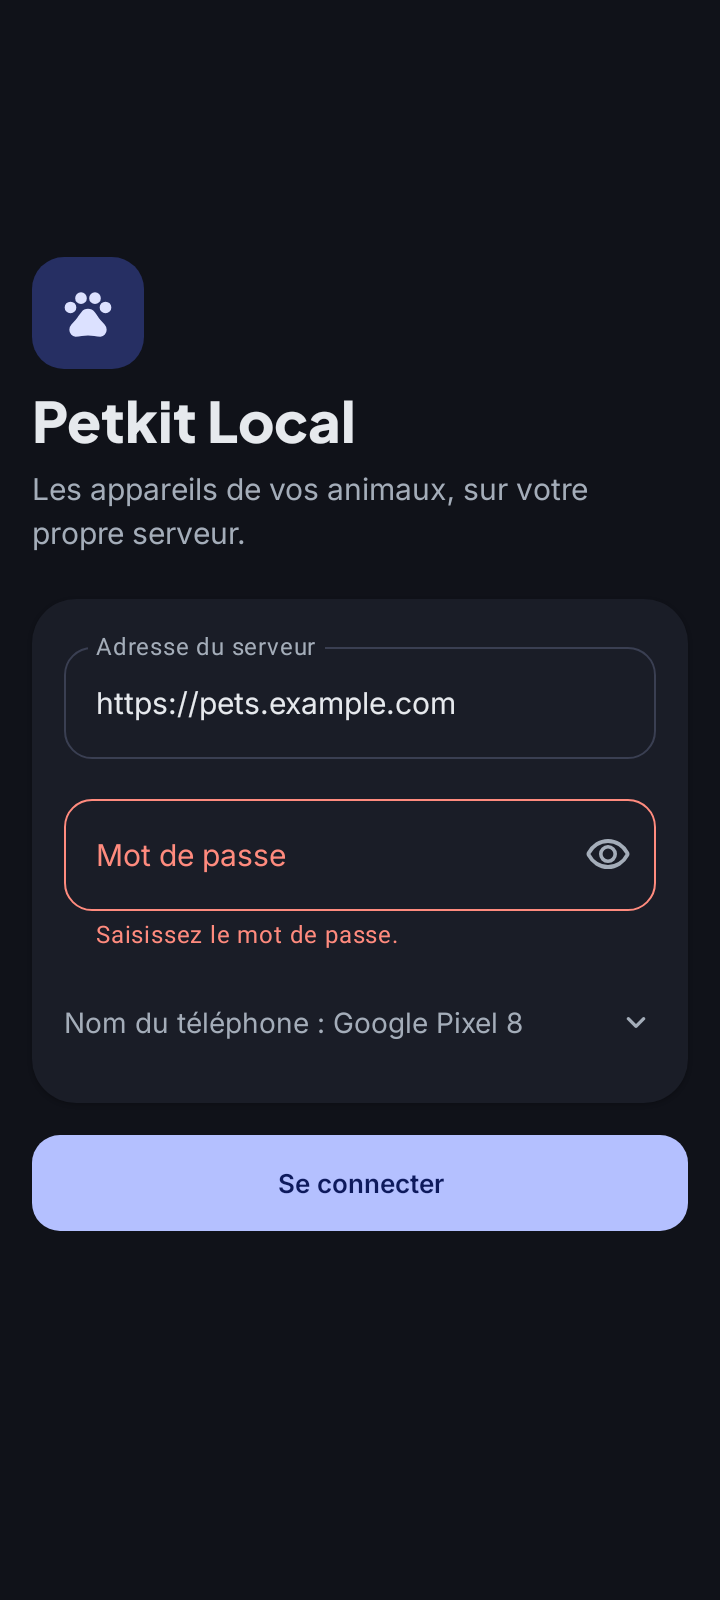 Petkit Local
Les appareils de vos animaux, sur votre
propre serveur.
Adresse du serveur
https://pets.example.com
Mot de passe
Saisissez le mot de passe.
Nom du téléphone : Google Pixel 8
Se connecter